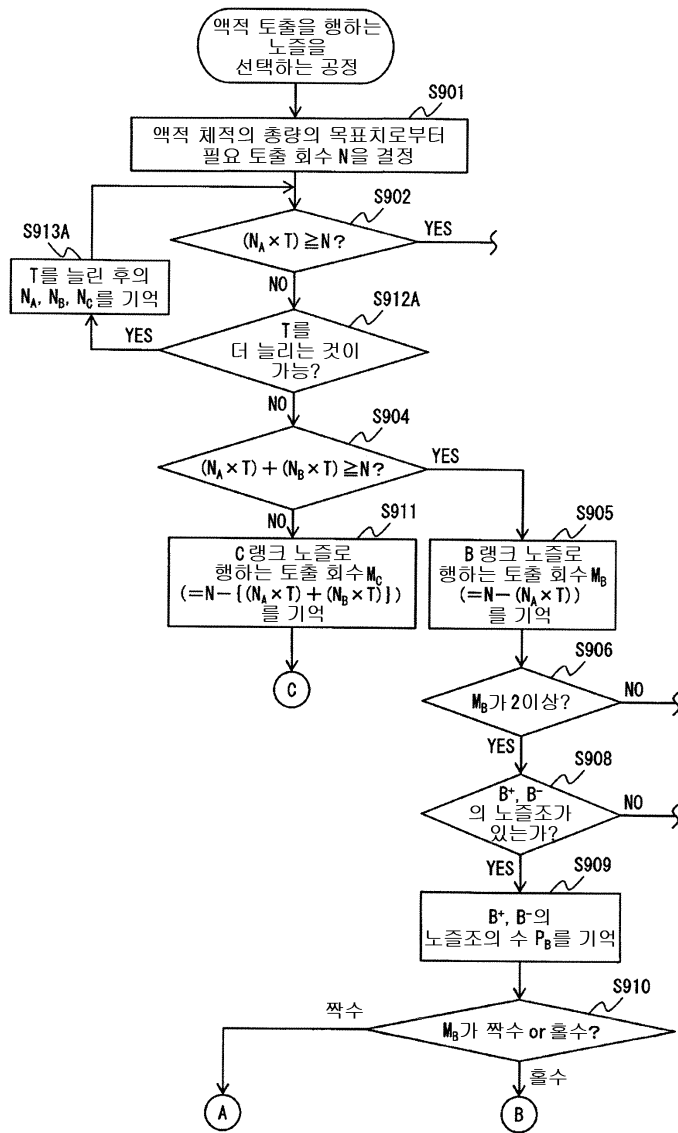 액적 토출을 행하는
노즐을
선택하는 공정
S901
액적 체적의 총량의 목표치로부터
필요 토출 회수 N을 결정
S902
(N_A × T) ≧ N?
YES
NO
S913A
T를 늘린 후의
N_A, N_B, N_C를 기억
S912A
T를
더 늘리는 것이
가능?
YES
NO
S904
(N_A × T) + (N_B × T) ≧ N?
YES
NO
S911
C 랭크 노즐로
행하는 토출 회수 M_C
(=N-{(N_A × T) + (N_B × T)})
를 기억
C
S905
B 랭크 노즐로
행하는 토출 회수 M_B
(=N-(N_A × T))
를 기억
S906
M_B가 2이상?
NO
YES
S908
B⁺, B⁻
의 노즐조가
있는가?
NO
YES
S909
B⁺, B⁻의
노즐조의 수 P_B를 기억
S910
M_B가 짝수 or 홀수?
짝수
홀수
A
B